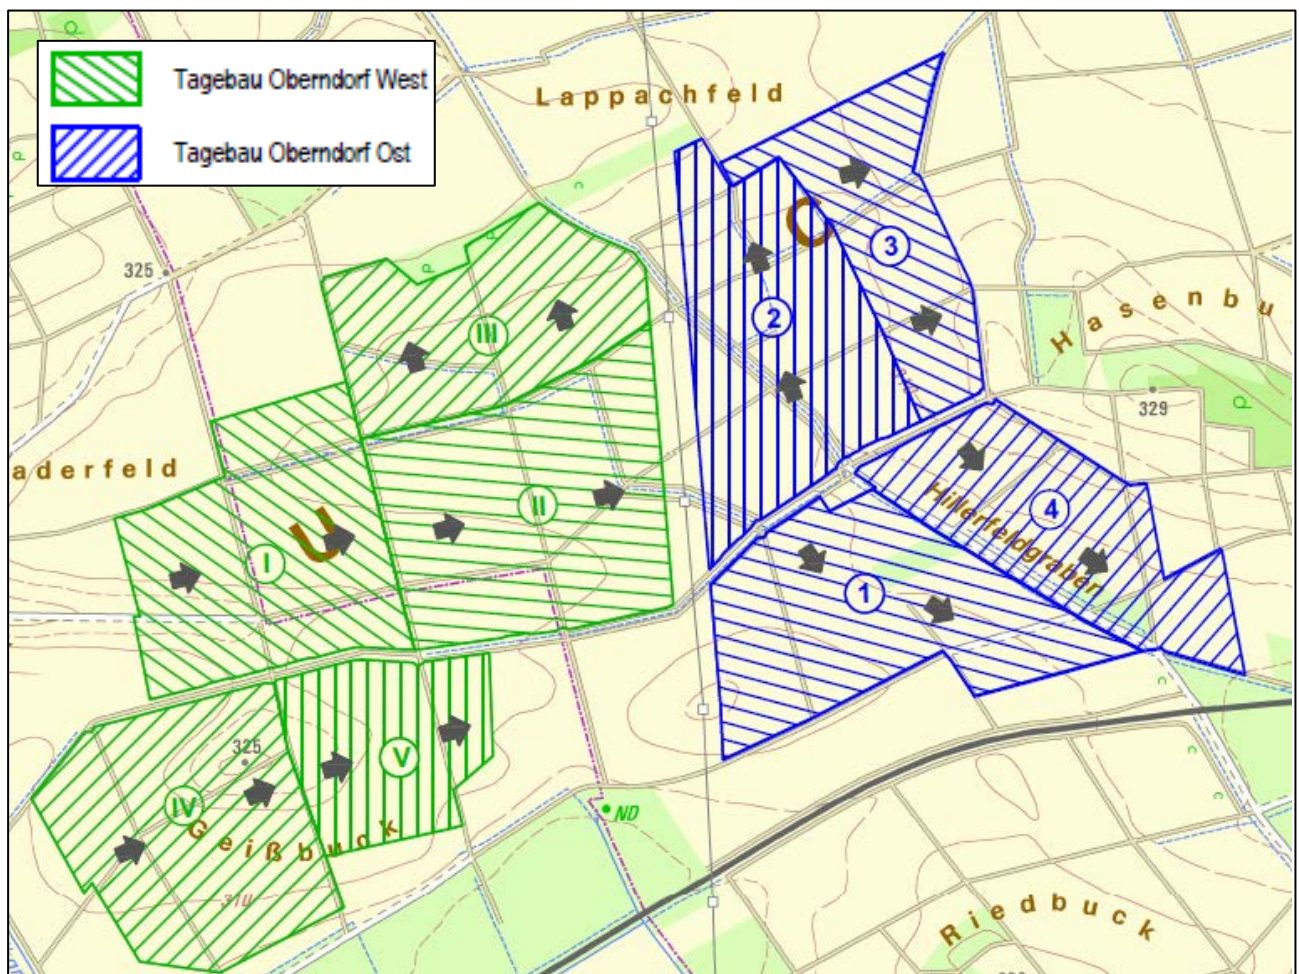 Tagebau Oberndorf West
Tagebau Oberndorf Ost
Lappachfeld
325
3
Hasenbu
2
III
329
aderfeld
II
4
Hillerfeldgraben
U
I
1
325
V
IV
Geißbuck
ND
Riedbuck